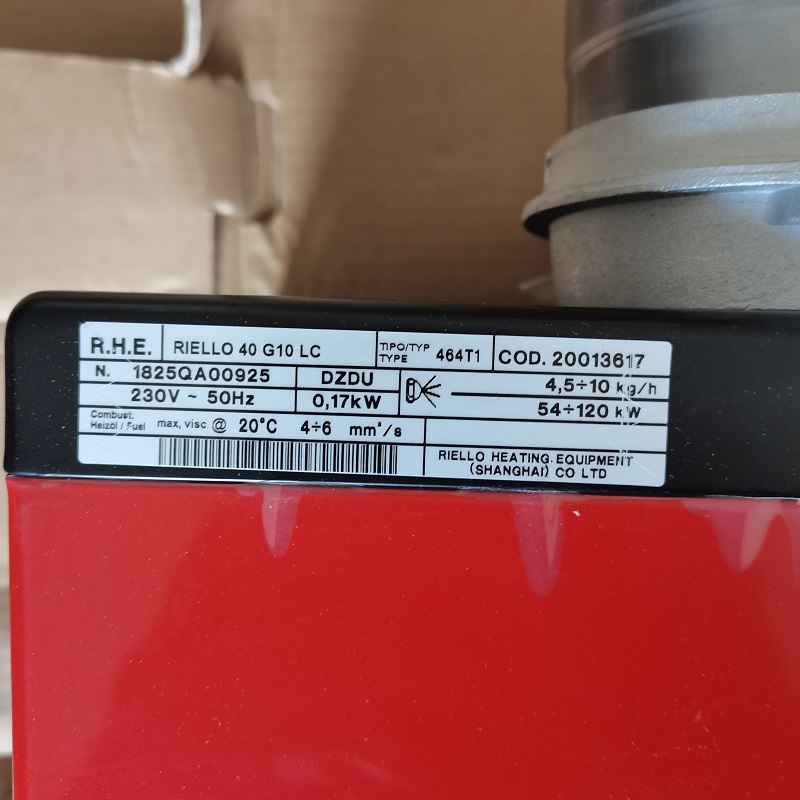 R.H.E.
RIELLO 40 G10 LC
TIPO/TYP
TYPE 464T1
COD. 20013617
N. 1825QA00925
DZDU
4,5÷10 kg/h
230V ~ 50Hz
0,17kW
54÷120 kW
Combust.
Heizöl / Fuel
max, visc @ 20°C 4÷6 mm²/s
RIELLO HEATING EQUIPMENT
(SHANGHAI) CO LTD